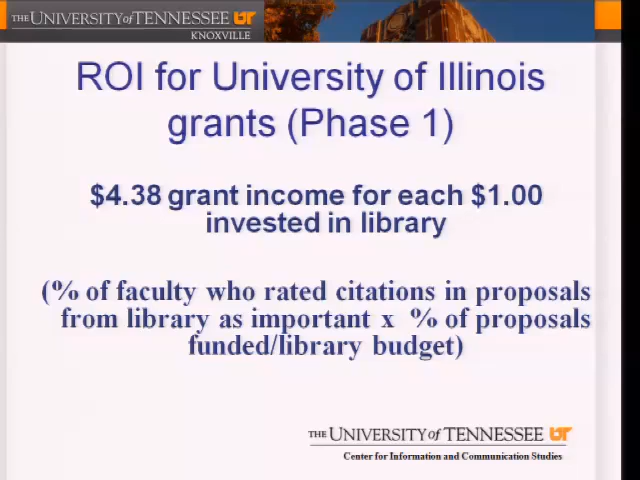 THE UNIVERSITY of TENNESSEE UT
KNOXVILLE
ROI for University of Illinois
grants (Phase 1)
$4.38 grant income for each $1.00
invested in library
(% of faculty who rated citations in proposals
from library as important x % of proposals
funded/library budget)
THE UNIVERSITY of TENNESSEE UT
Center for Information and Communication Studies